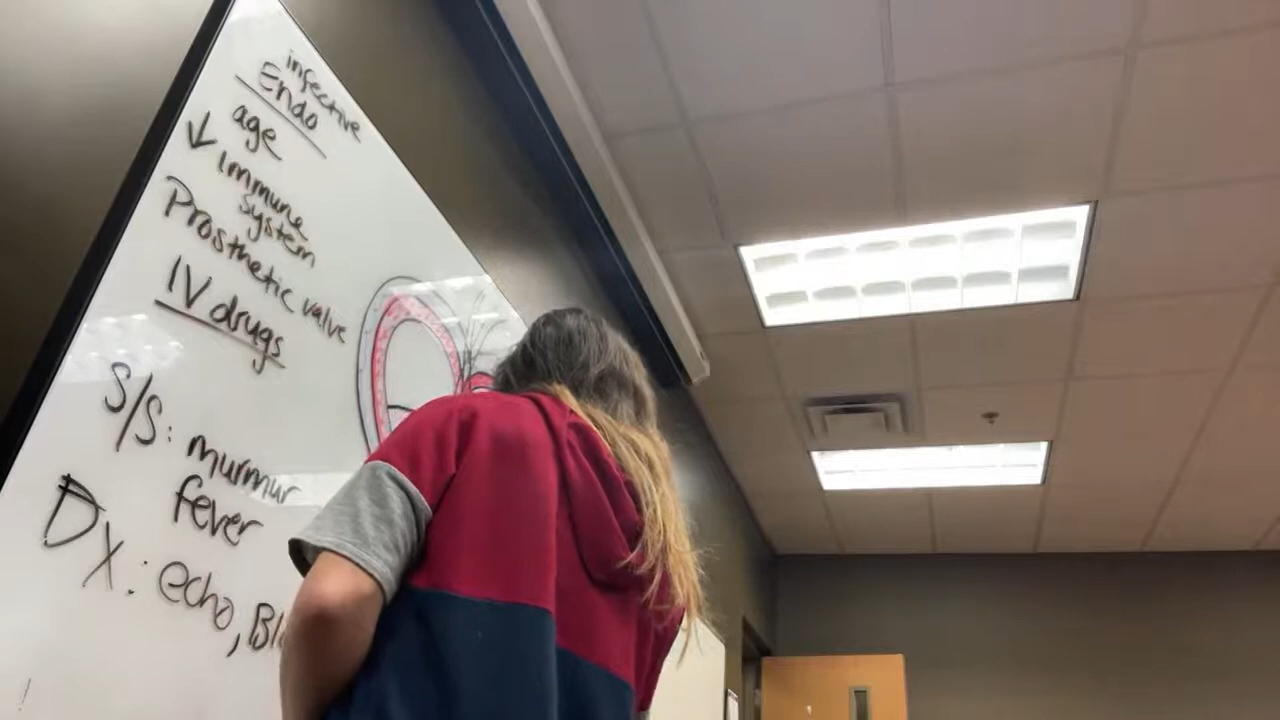 infective
Endo
age
↓ immune
system
Prosthetic valve
IV drugs
S/S: murmur
fever
Dx: echo,